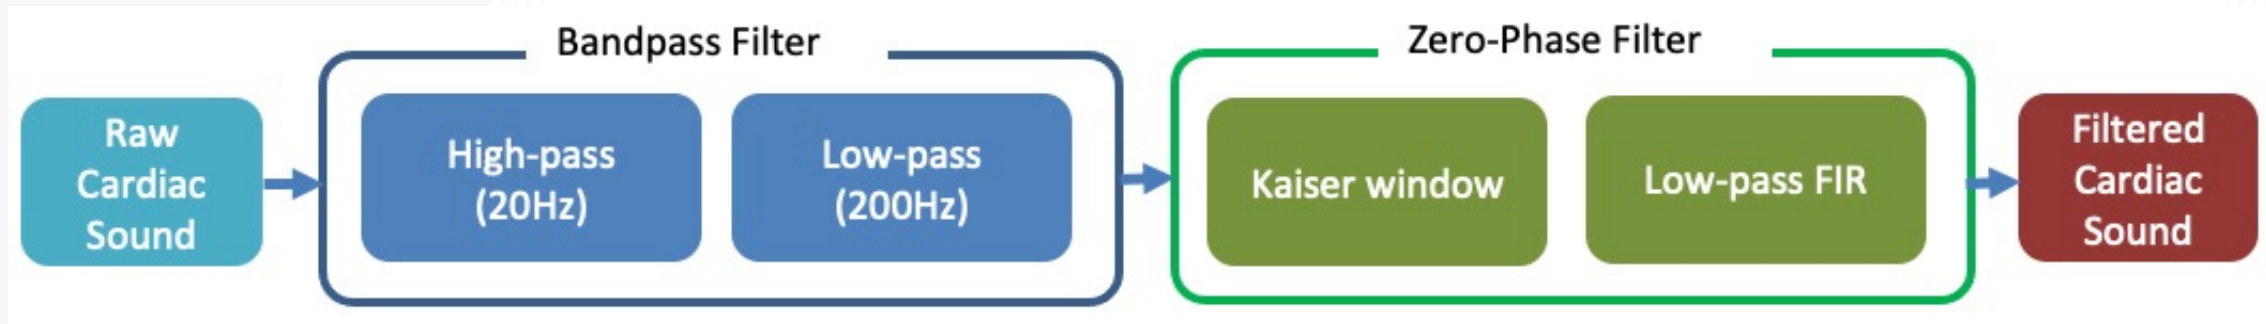 Bandpass Filter
Zero-Phase Filter
Raw
Cardiac
Sound
High-pass
(20Hz)
Low-pass
(200Hz)
Kaiser window
Low-pass FIR
Filtered
Cardiac
Sound